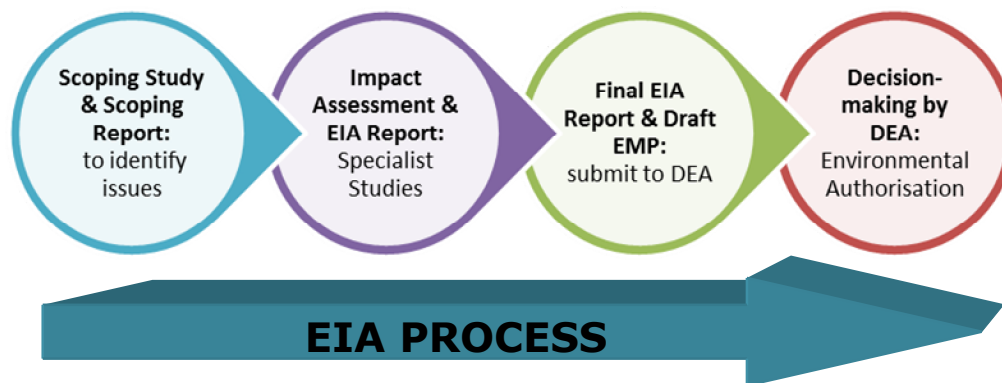 Scoping Study
& Scoping
Report:
to identify
issues
Impact
Assessment &
EIA Report:
Specialist
Studies
Final EIA
Report & Draft
EMP:
submit to DEA
Decision-
making by
DEA:
Environmental
Authorisation
EIA PROCESS